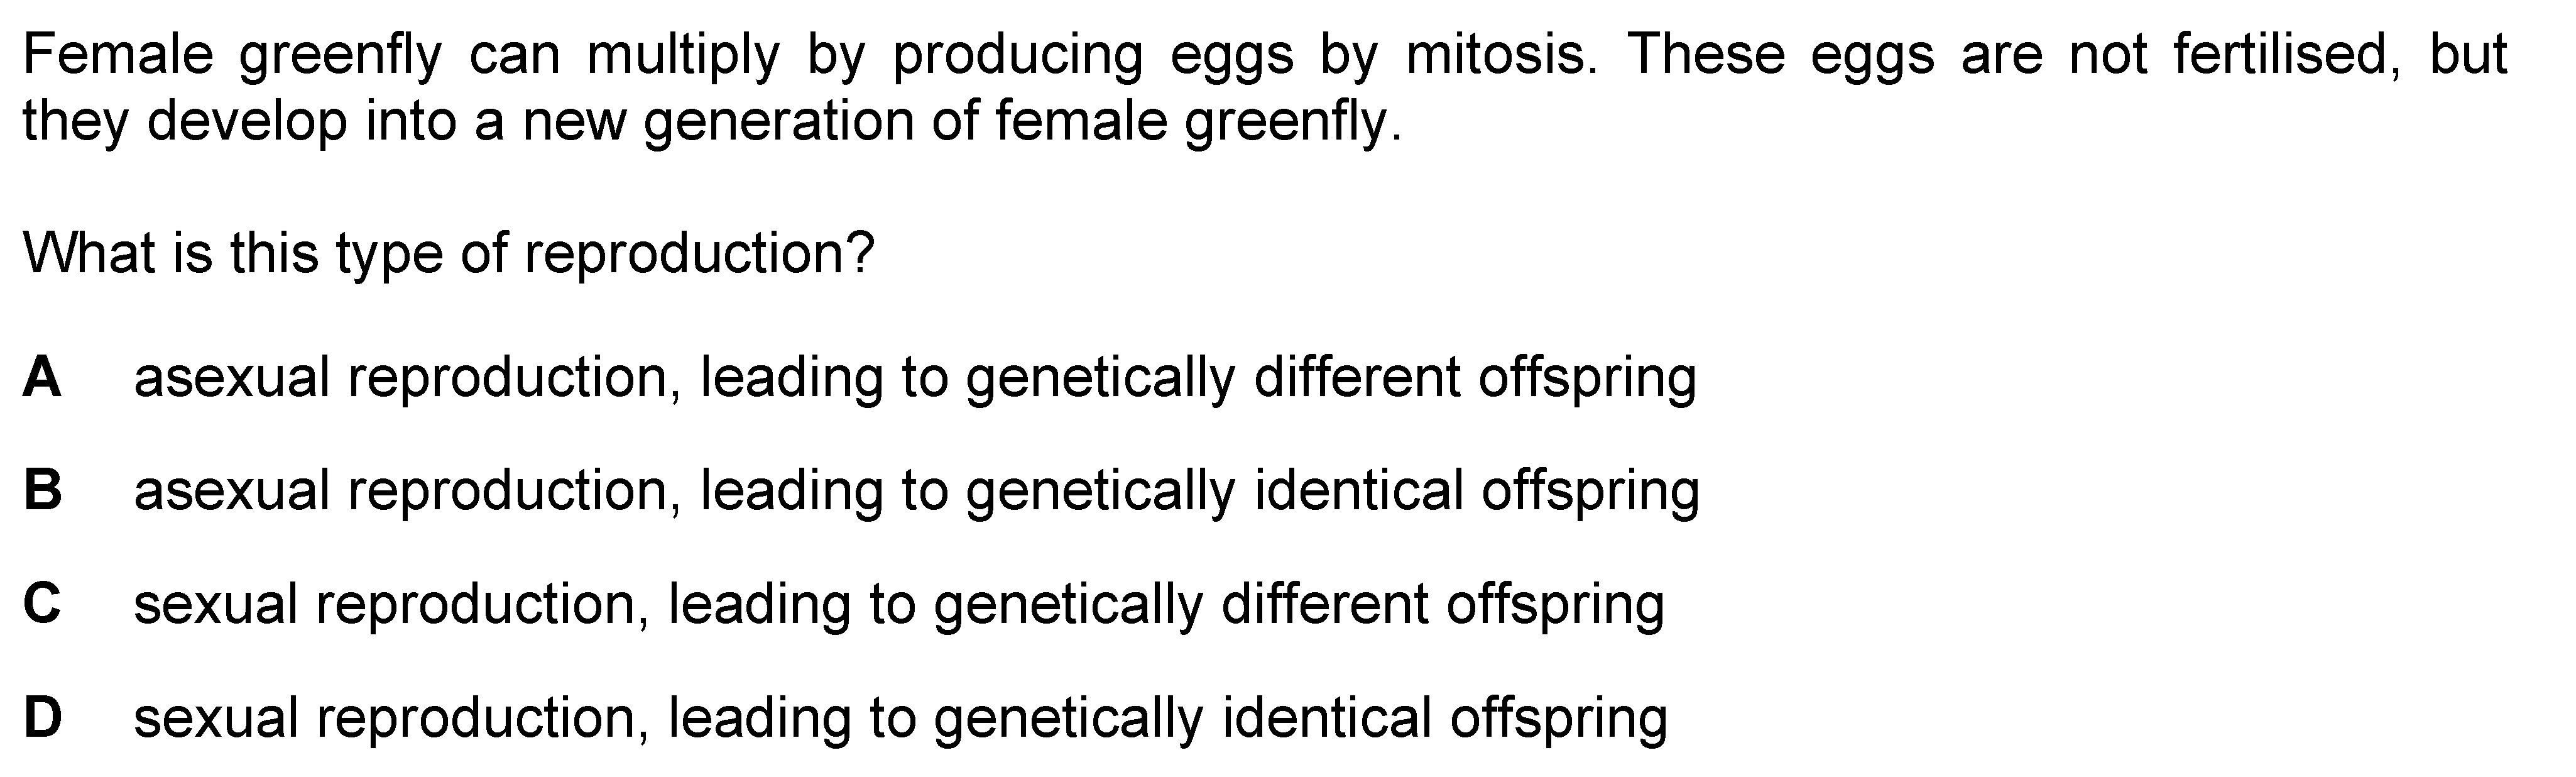 Female greenfly can multiply by producing eggs by mitosis. These eggs are not fertilised, but
they develop into a new generation of female greenfly.
What is this type of reproduction?
A asexual reproduction, leading to genetically different offspring
B asexual reproduction, leading to genetically identical offspring
C sexual reproduction, leading to genetically different offspring
D sexual reproduction, leading to genetically identical offspring